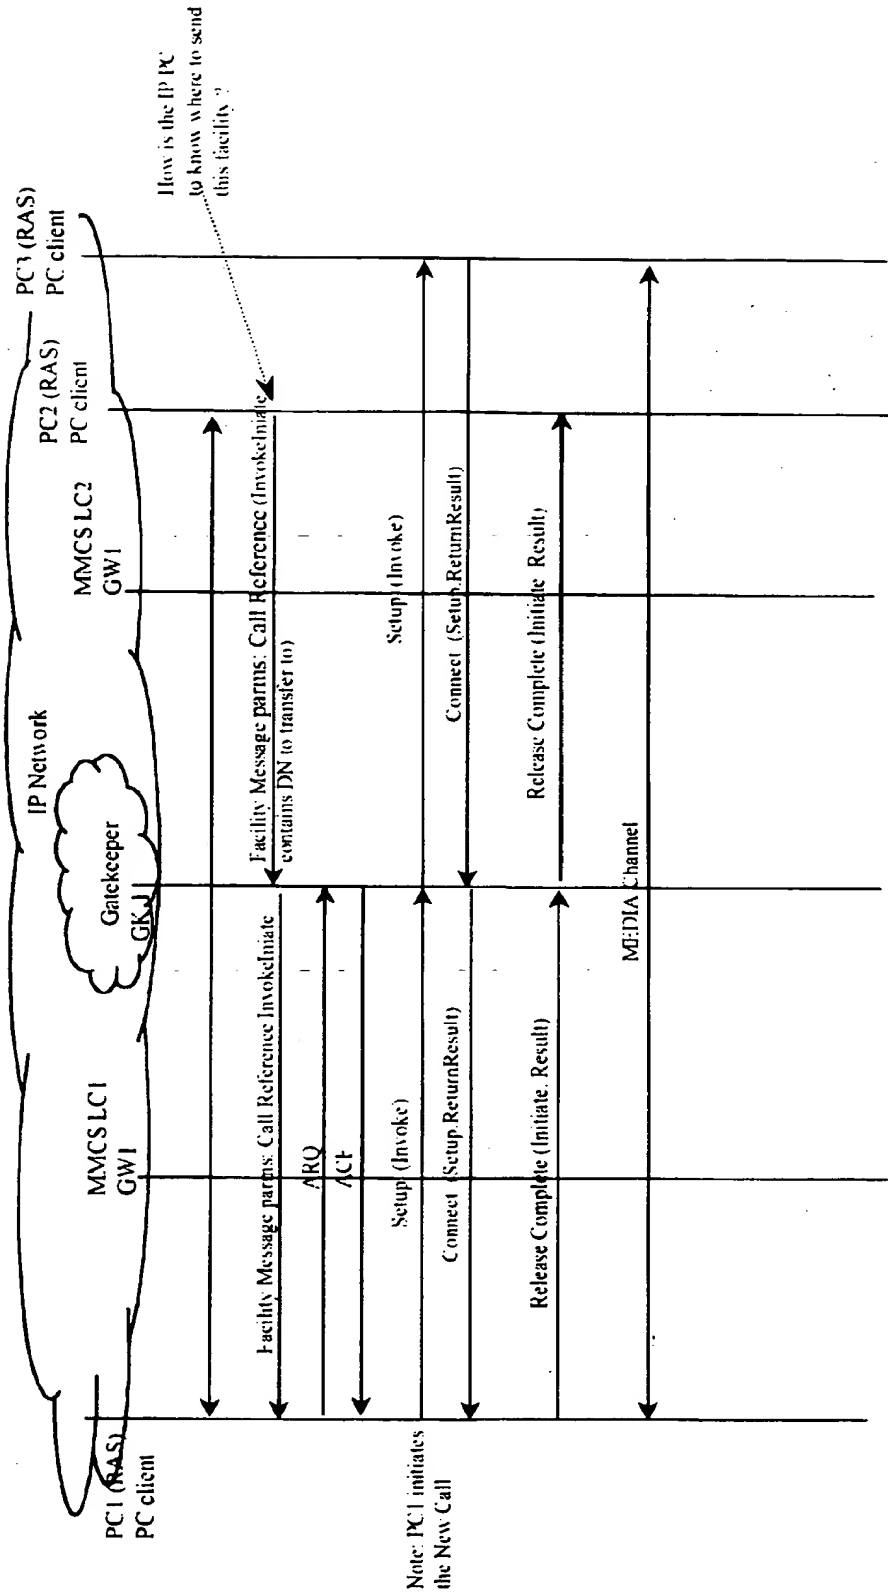 PC1 (RAS)
PC client
MMCS LC1
GW1
IP Network
Gatekeeper
GK1
MMCS LC2
GW1
PC2 (RAS)
PC client
PC3 (RAS)
PC client
How is the IP PC
to know where to send
this facility ?
Facility Message parms: Call Reference InvokeIniate
Facility Message parms: Call Reference (InvokeIniate
contains DN to transfer to)
ARQ
ACF
Note: PC1 initiates
the New Call
Setup (Invoke)
Setup (Invoke)
Connect (Setup.ReturnResult)
Connect (Setup.ReturnResult)
Release Complete (Initiate. Result)
Release Complete (Initiate Result)
MEDIA Channel